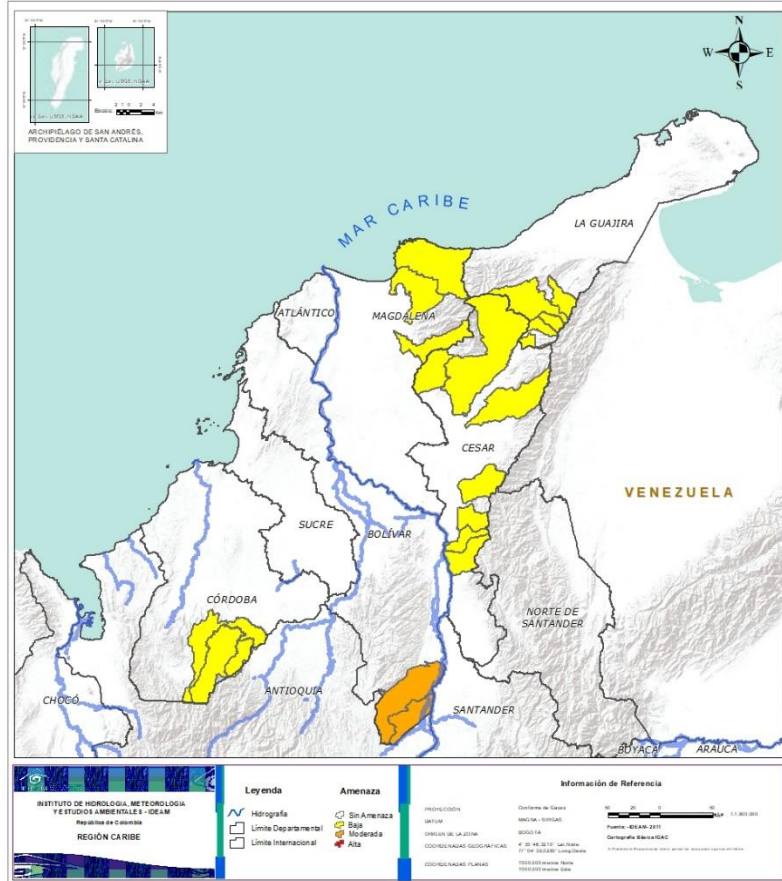 N
W E
S
ARCHIPIÉLAGO DE SAN ANDRÉS,
PROVIDENCIA Y SANTA CATALINA
MAR CARIBE
LA GUAJIRA
ATLÁNTICO
MAGDALENA
CESAR
VENEZUELA
SUCRE
BOLÍVAR
CÓRDOBA
NORTE DE
SANTANDER
ANTIOQUIA
CHOCÓ
SANTANDER
BOYACÁ
ARAUCA
INSTITUTO DE HIDROLOGIA, METEOROLOGIA
Y ESTUDIOS AMBIENTALES - IDEAM
República de Colombia
REGIÓN CARIBE
Leyenda
Hidrografía
Límite Departamental
Límite Internacional
Amenaza
Sin Amenaza
Baja
Moderada
Alta
Información de Referencia
PROYECCIÓN Conforme de Gauss
DATUM MAGNA - SIRGAS
ORIGEN DE LA ZONA BOGOTÁ
COORDENADAS GEOGRÁFICAS
COORDENADAS PLANAS
Fuente: -IDEAM- 2011
Cartografía Básica IGAC